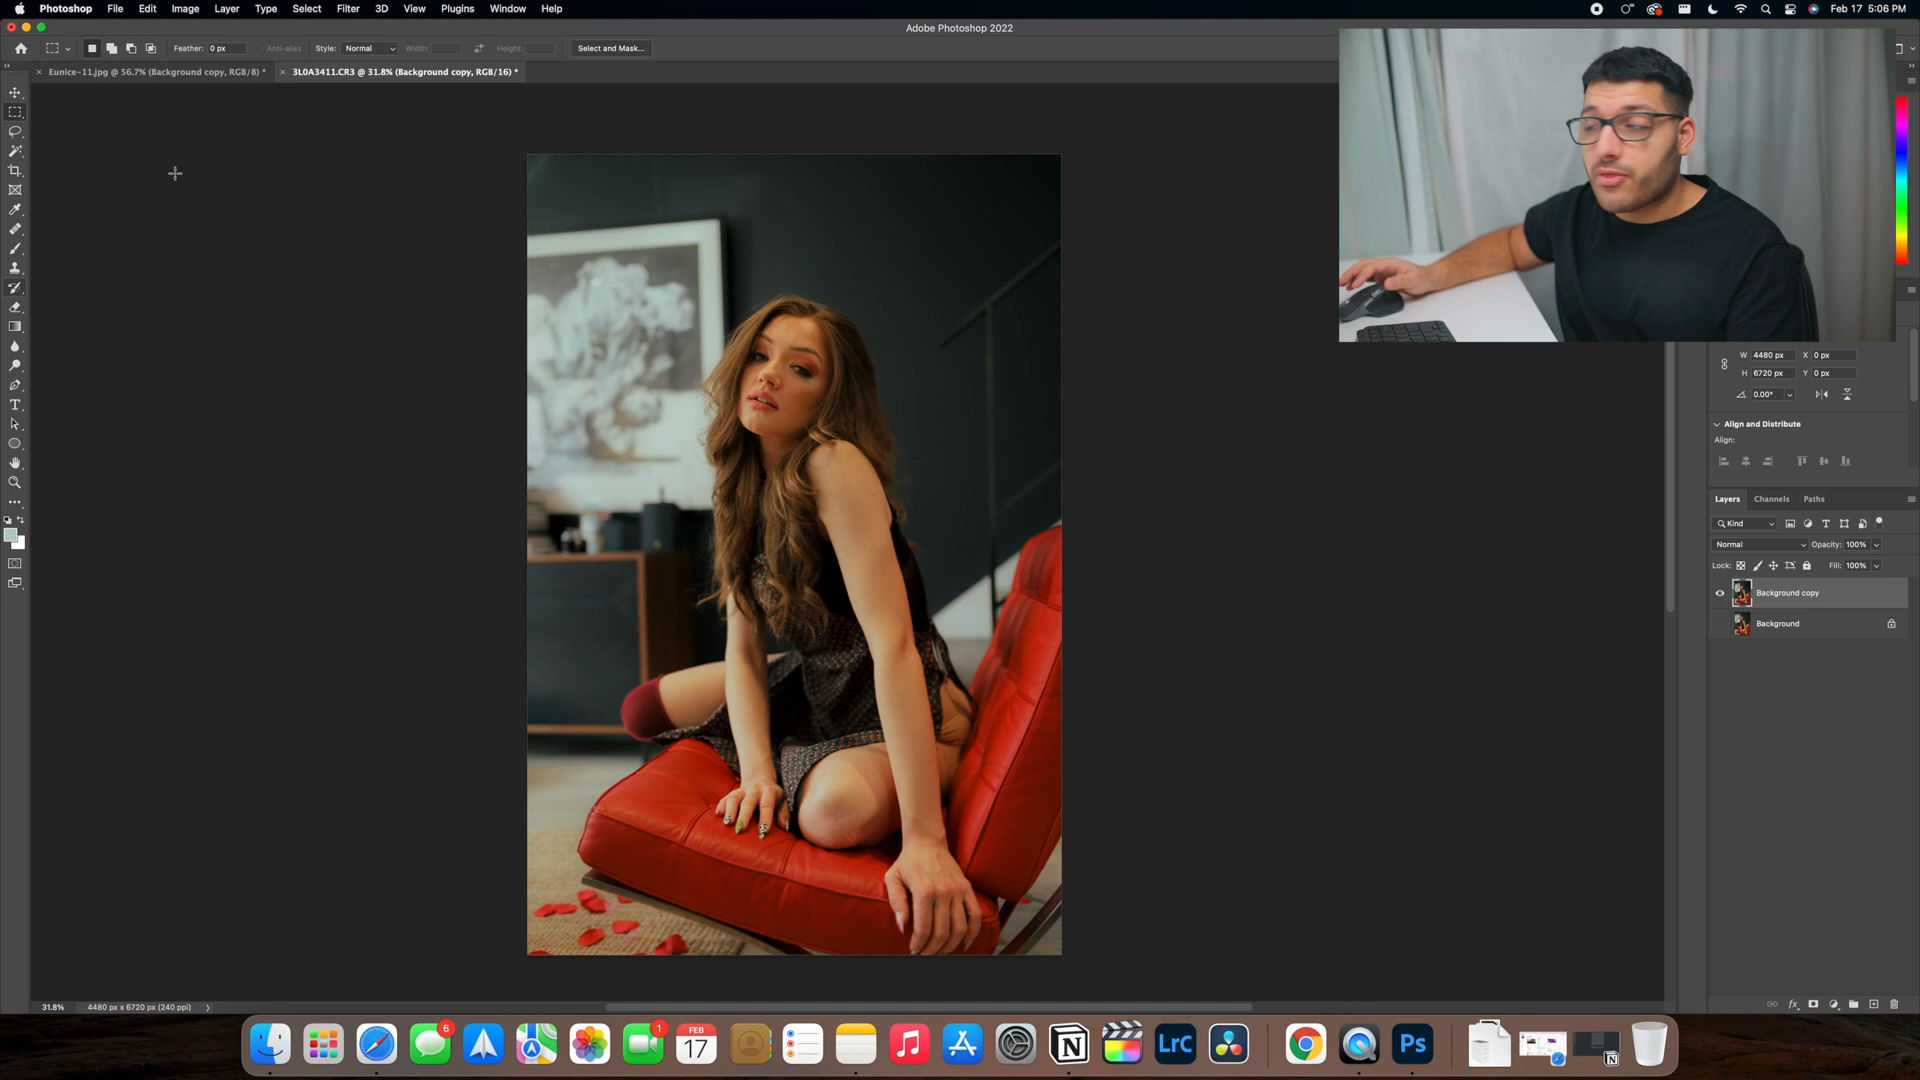 Photoshop File Edit Image Layer Type Select Filter 3D View Plugins Window Help Feb 17 5:06 PM
Adobe Photoshop 2022
Feather: 0 px Anti-alias Style: Normal Width: Height: Select and Mask...
Eunice-11.jpg @ 56.7% (Background copy, RGB/8) * 3L0A3411.CR3 @ 31.8% (Background copy, RGB/16) *
W 4480 px X 0 px
H 6720 px Y 0 px
0.00°
Align and Distribute
Align:
Layers Channels Paths
Kind
Normal Opacity: 100%
Lock: Fill: 100%
Background copy
Background
31.8% 4480 px x 6720 px (240 ppi)
6 1 FEB 17 LrC Ps